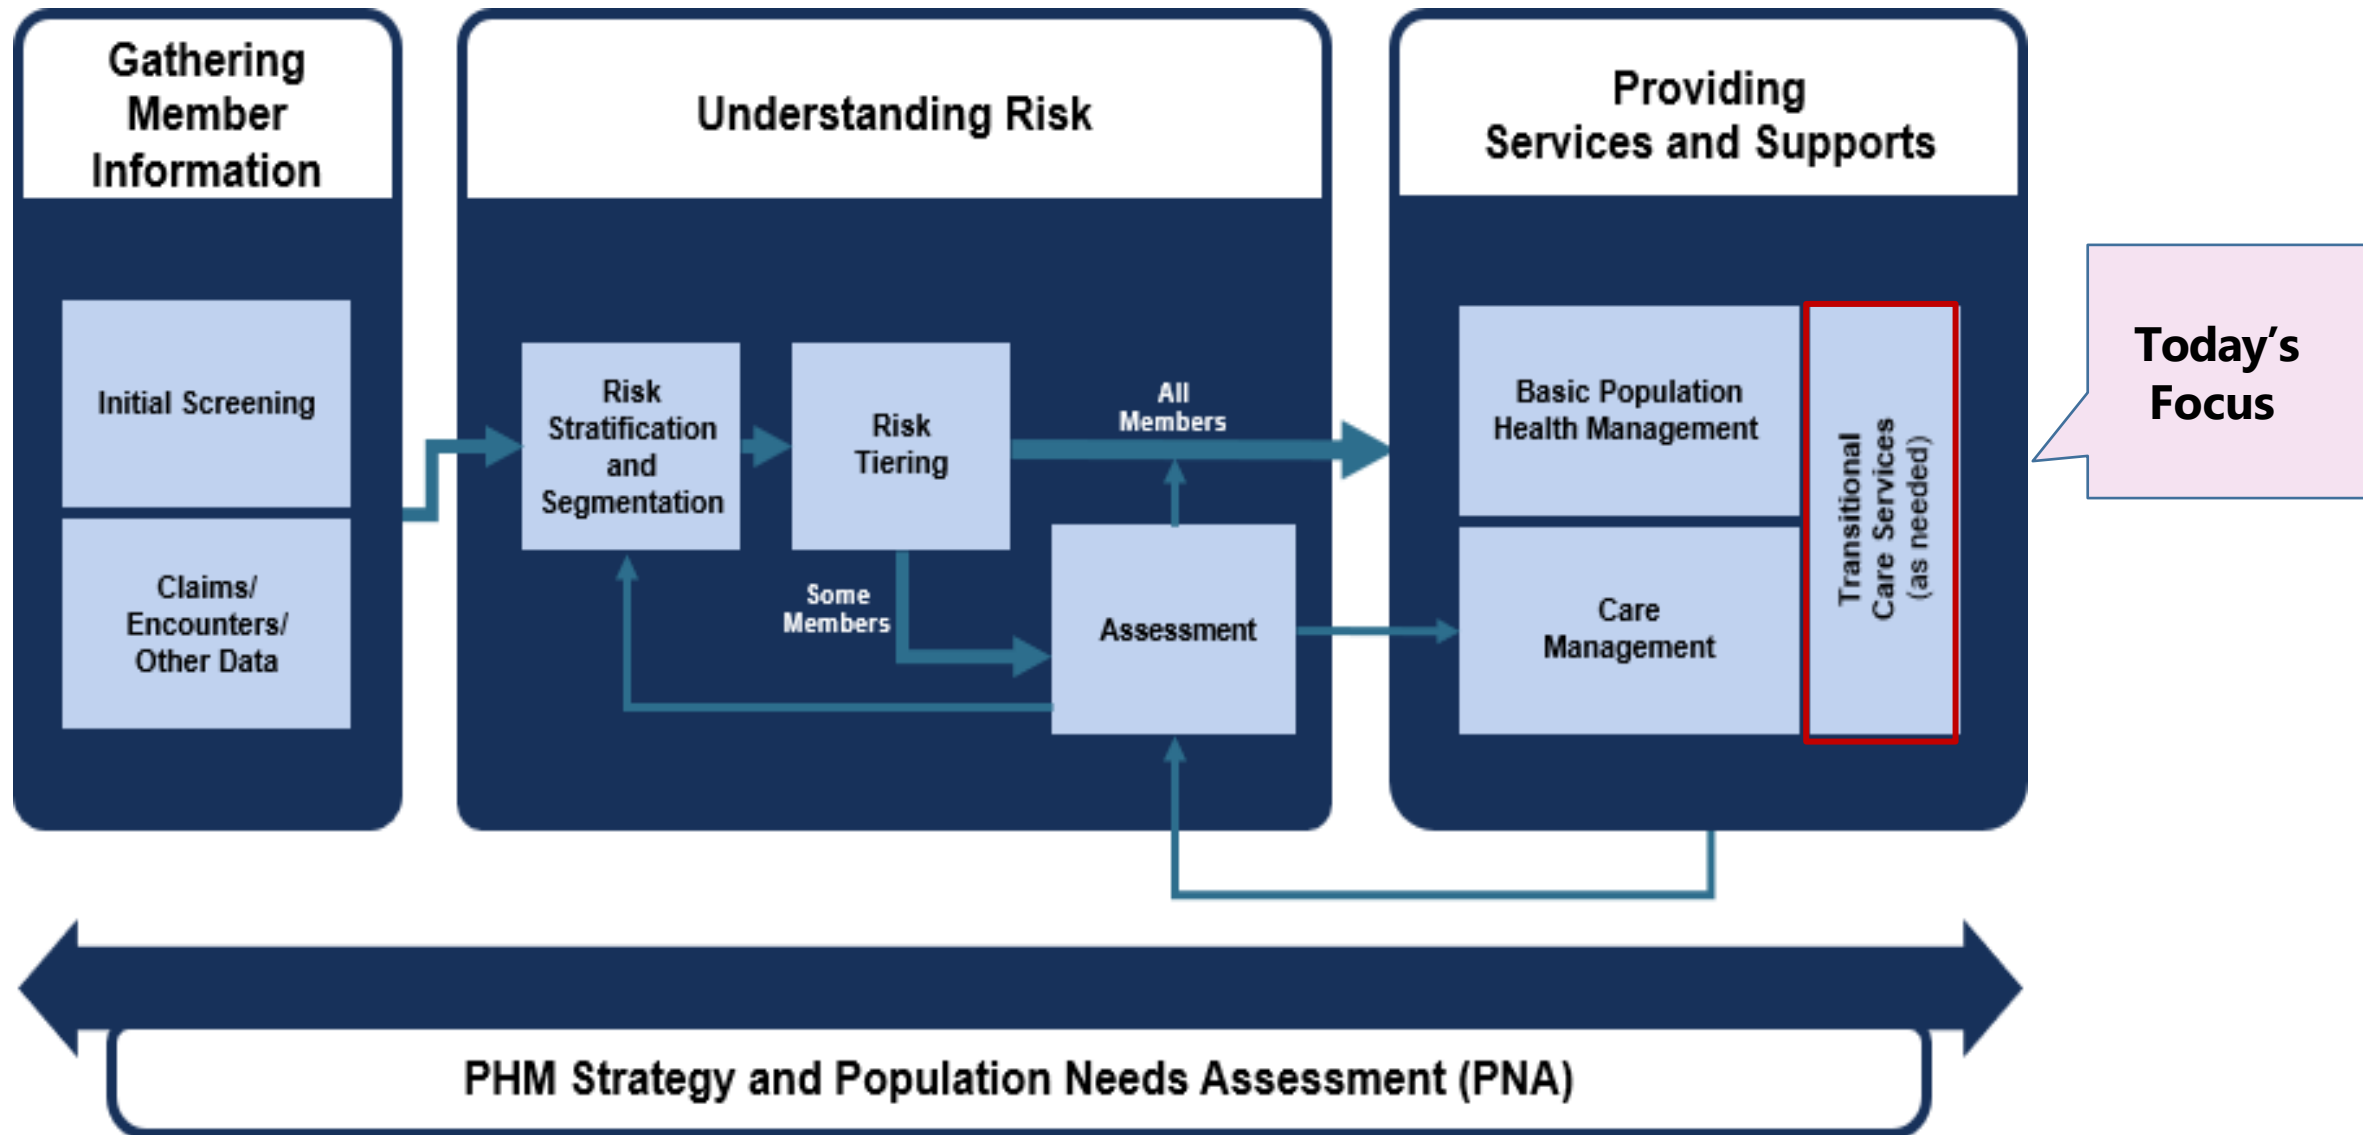 Gathering
Member
Information
Initial Screening
Claims/
Encounters/
Other Data
Understanding Risk
Risk
Stratification
and
Segmentation
Risk
Tiering
All
Members
Some
Members
Assessment
Providing
Services and Supports
Basic Population
Health Management
Care
Management
Transitional
Care Services
(as needed)
Today’s
Focus
PHM Strategy and Population Needs Assessment (PNA)